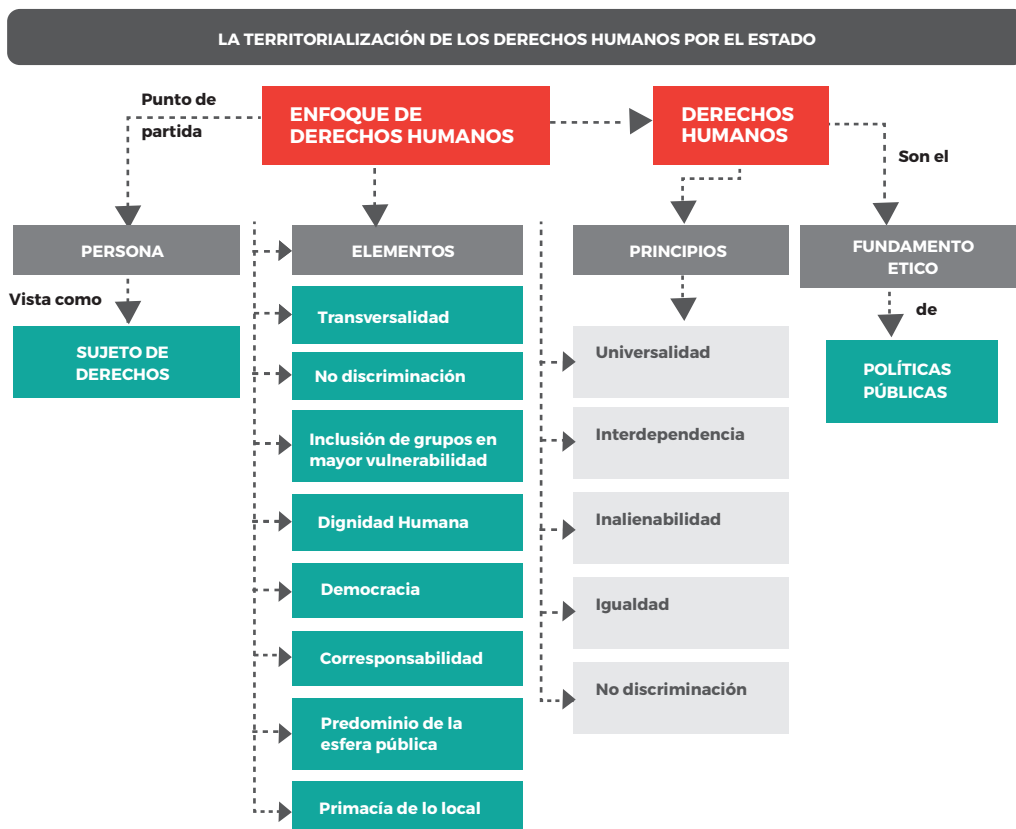 LA TERRITORIALIZACIÓN DE LOS DERECHOS HUMANOS POR EL ESTADO
Punto de
partida
ENFOQUE DE
DERECHOS HUMANOS
DERECHOS
HUMANOS
Son el
PERSONA
ELEMENTOS
PRINCIPIOS
FUNDAMENTO
ETICO
Vista como
SUJETO DE
DERECHOS
de
POLÍTICAS
PÚBLICAS
Transversalidad
No discriminación
Inclusión de grupos en
mayor vulnerabilidad
Dignidad Humana
Democracia
Corresponsabilidad
Predominio de la
esfera pública
Primacía de lo local
Universalidad
Interdependencia
Inalienabilidad
Igualdad
No discriminación